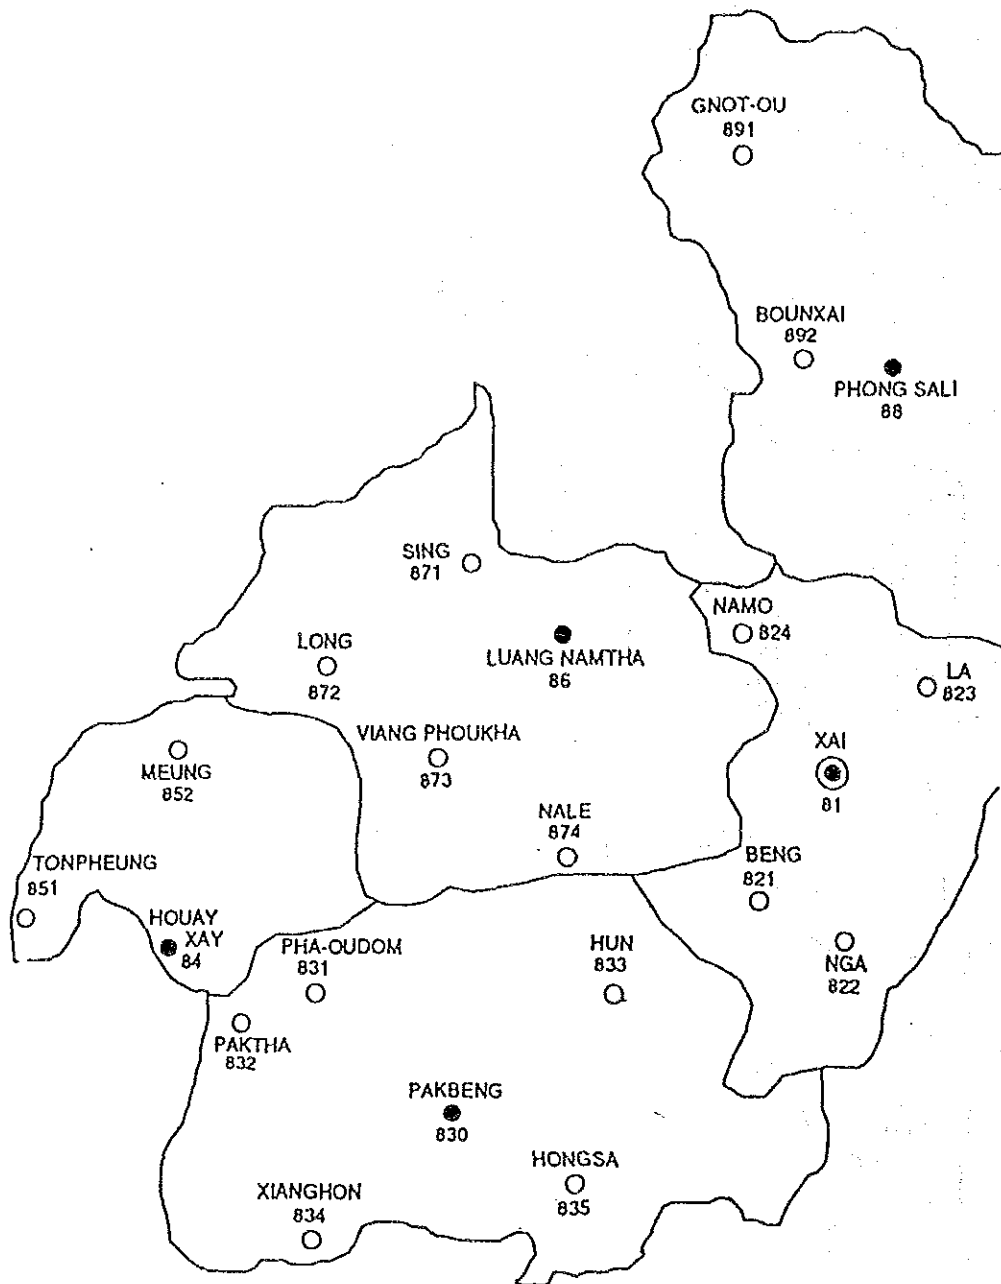 GNOT-OU
891
BOUNXAI
892
PHONG SALI
88
SING
871
NAMO
824
LONG
872
LUANG NAMTHA
86
LA
823
VIANG PHOUKHA
873
XAI
81
MEUNG
852
NALE
874
BENG
821
TONPHEUNG
851
HOUAY
XAY
84
PHA-OUDOM
831
HUN
833
NGA
822
PAKTHA
832
PAKBENG
830
HONGSA
835
XIANGHON
834